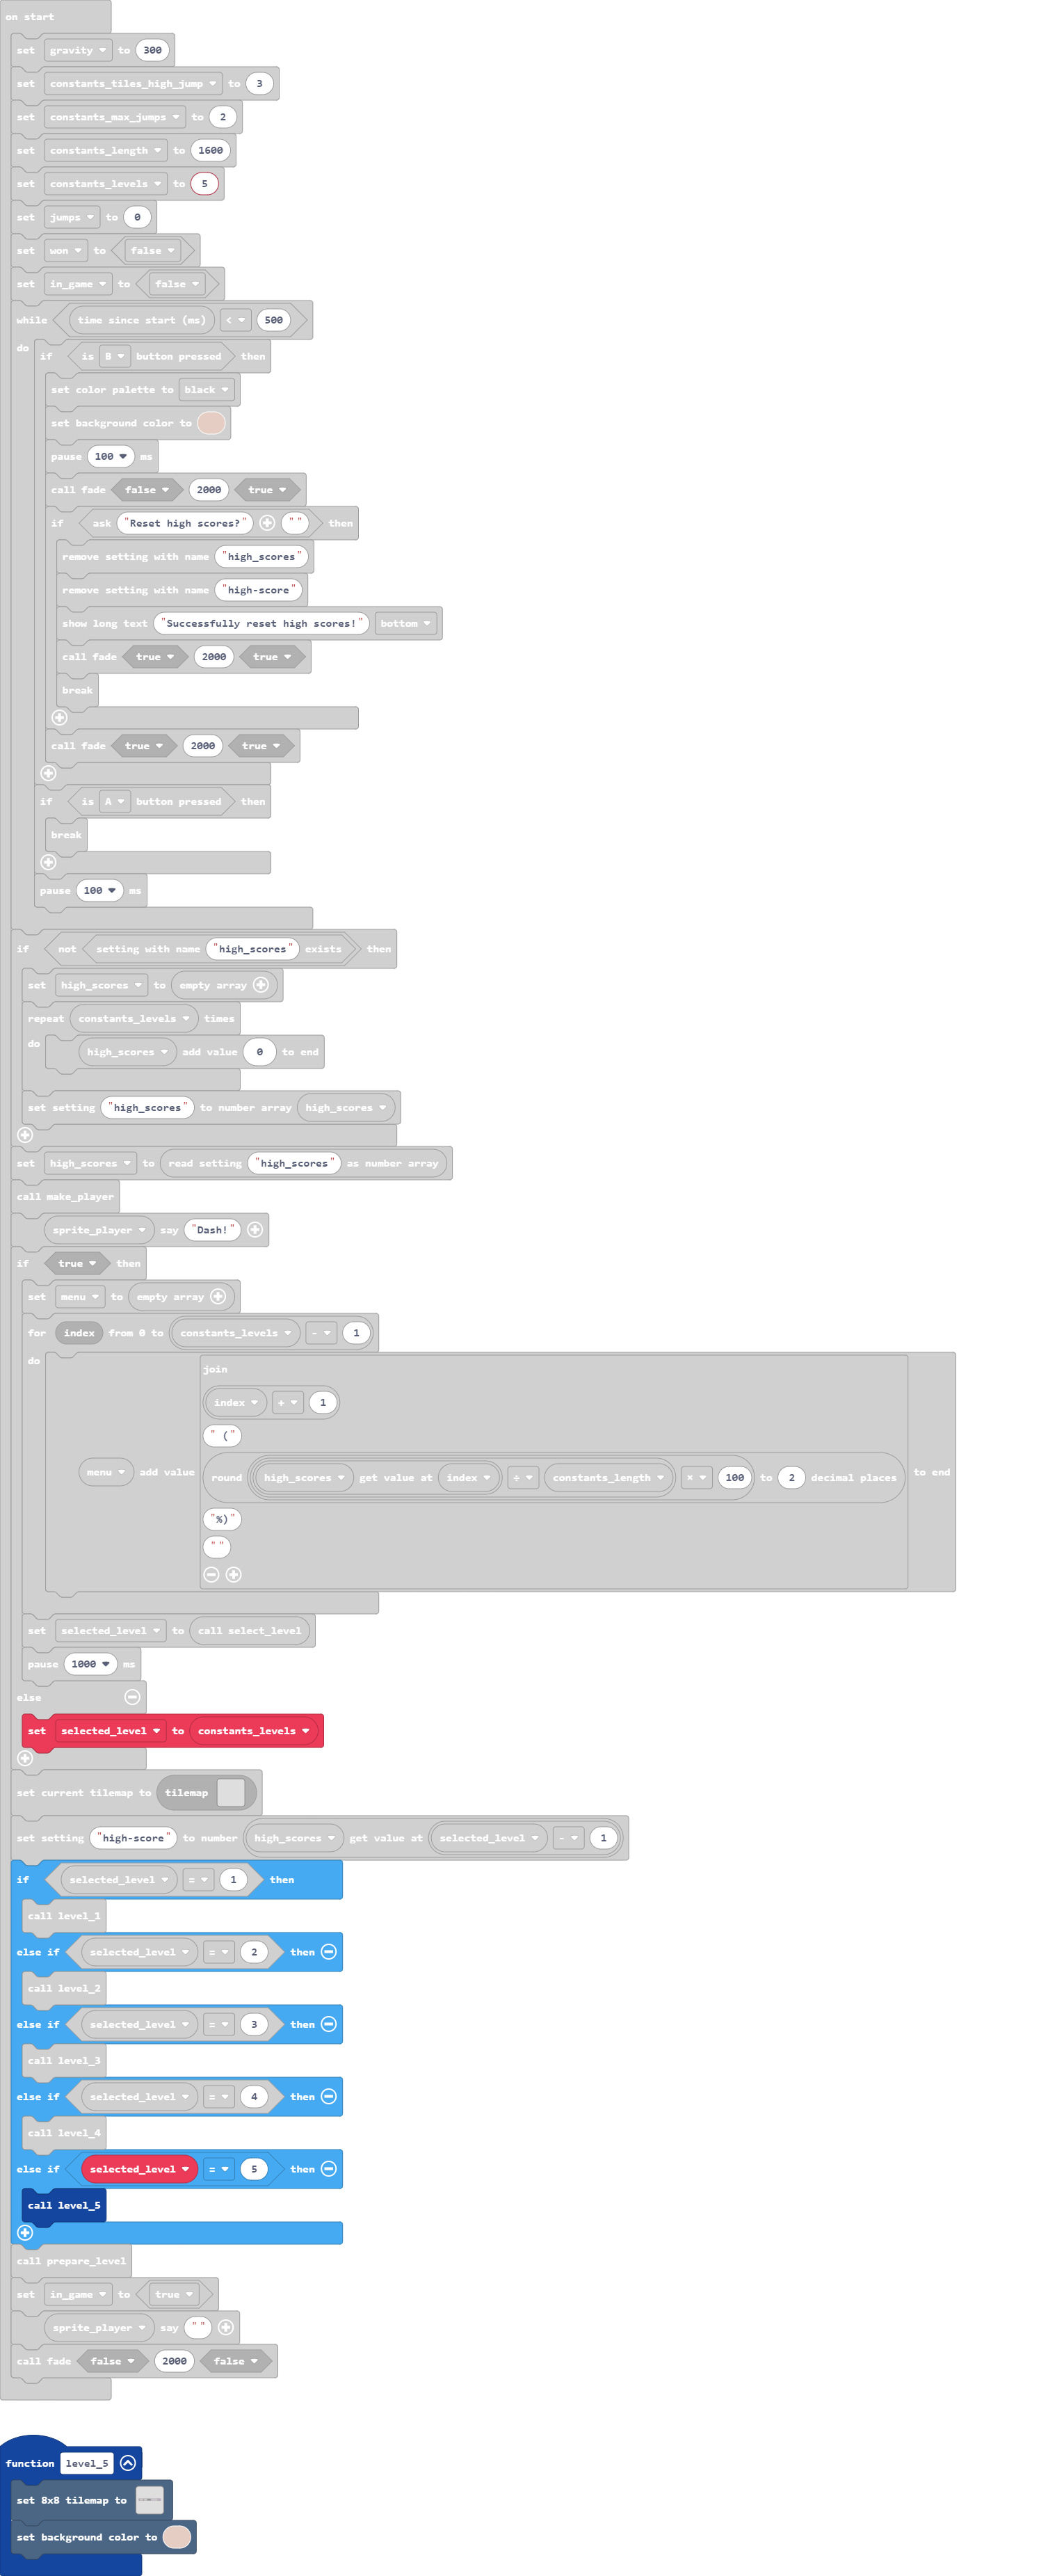 on start
set gravity to 300
set constants_tiles_high_jump to 3
set constants_max_jumps to 2
set constants_length to 1600
set constants_levels to 5
set jumps to 0
set won to false
set in_game to false
while time since start (ms) < 500
do
if is B button pressed then
set color palette to black
set background color to
pause 100 ms
call fade false 2000 true
if ask "Reset high scores?" "" then
remove setting with name "high_scores"
remove setting with name "high-score"
show long text "Successfully reset high scores!" bottom
call fade true 2000 true
break
call fade true 2000 true
if is A button pressed then
break
pause 100 ms
if not setting with name "high_scores" exists then
set high_scores to empty array
repeat constants_levels times
do
high_scores add value 0 to end
set setting "high_scores" to number array high_scores
set high_scores to read setting "high_scores" as number array
call make_player
sprite_player say "Dash!"
if true then
set menu to empty array
for index from 0 to constants_levels - 1
do
join
index + 1
" ("
menu add value round high_scores get value at index ÷ constants_length × 100 to 2 decimal places to end
"%)"
""
set selected_level to call select_level
pause 1000 ms
else
set selected_level to constants_levels
set current tilemap to tilemap
set setting "high-score" to number high_scores get value at selected_level - 1
if selected_level = 1 then
call level_1
else if selected_level = 2 then
call level_2
else if selected_level = 3 then
call level_3
else if selected_level = 4 then
call level_4
else if selected_level = 5 then
call level_5
call prepare_level
set in_game to true
sprite_player say ""
call fade false 2000 false
function level_5
set 8x8 tilemap to
set background color to